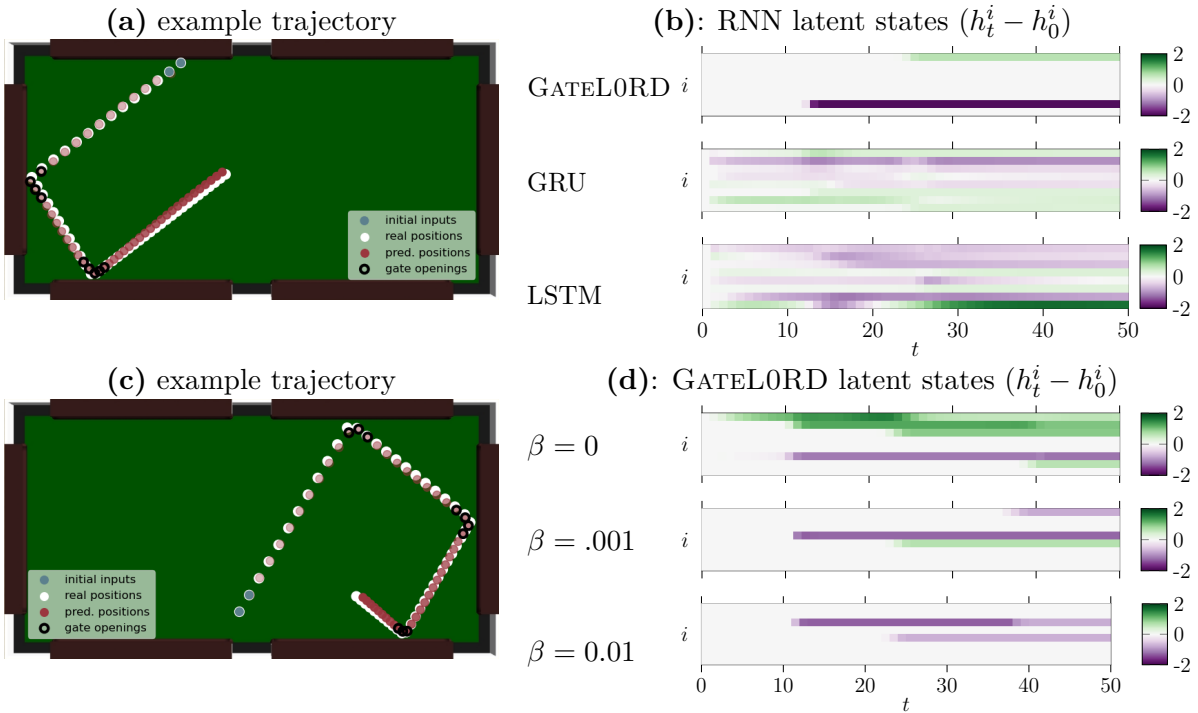 (a) example trajectory
initial inputs
real positions
pred. positions
gate openings
(b): RNN latent states (h_t^i − h_0^i)
GATEL0RD
i
2
0
-2
GRU
i
2
0
-2
LSTM
i
2
0
-2
0 10 20 30 40 50
t
(c) example trajectory
initial inputs
real positions
pred. positions
gate openings
(d): GATEL0RD latent states (h_t^i − h_0^i)
β = 0
i
2
0
-2
β = .001
i
2
0
-2
β = 0.01
i
2
0
-2
0 10 20 30 40 50
t